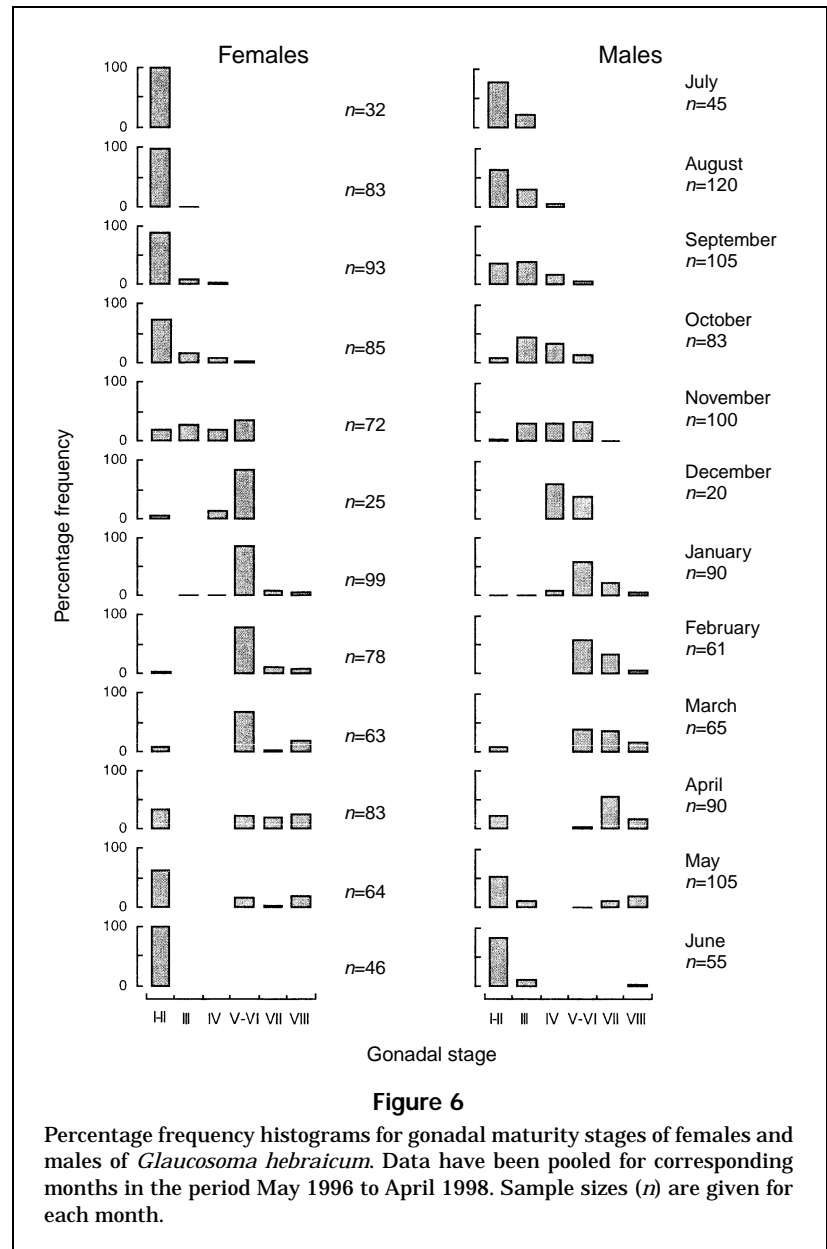 Females Males
100
0
n=32
July
n=45
100
0
n=83
August
n=120
100
0
n=93
September
n=105
100
0
n=85
October
n=83
100
0
n=72
November
n=100
100
0
n=25
December
n=20
100
0
n=99
January
n=90
100
0
n=78
February
n=61
100
0
n=63
March
n=65
100
0
n=83
April
n=90
100
0
n=64
May
n=105
100
0
n=46
June
n=55
Percentage frequency
I-II III IV V-VI VII VIII I-II III IV V-VI VII VIII
Gonadal stage
Figure 6
Percentage frequency histograms for gonadal maturity stages of females and
males of Glaucosoma hebraicum. Data have been pooled for corresponding
months in the period May 1996 to April 1998. Sample sizes (n) are given for
each month.